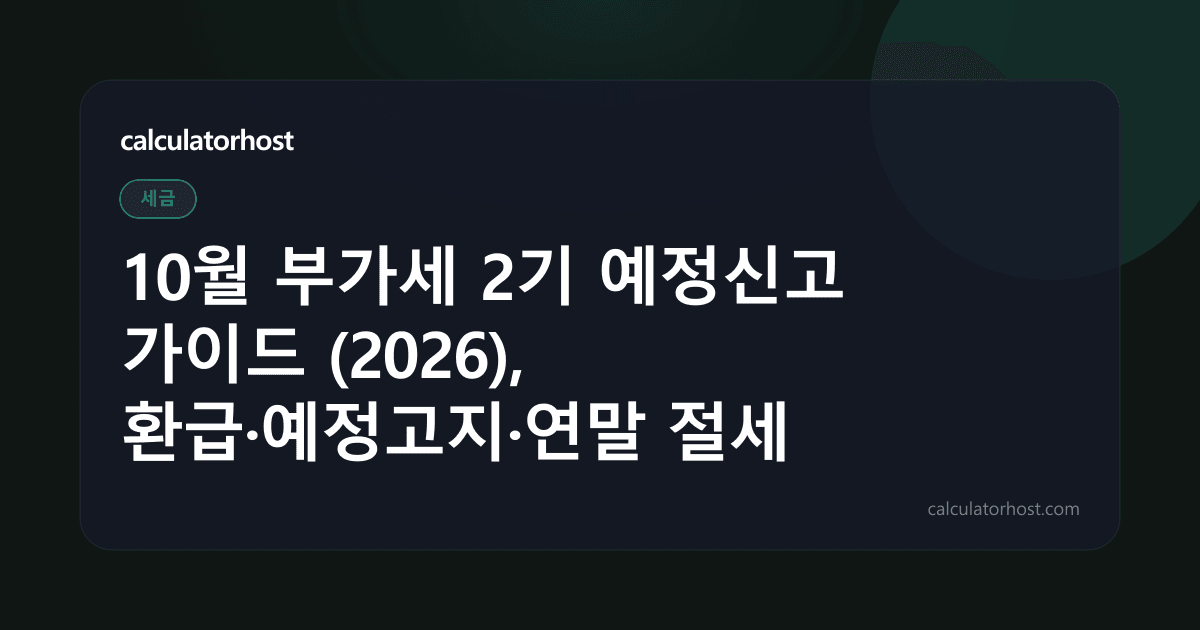 calculatorhost
세금
10월 부가세 2기 예정신고
가이드 (2026),
환급·예정고지·연말 절세
calculatorhost.com